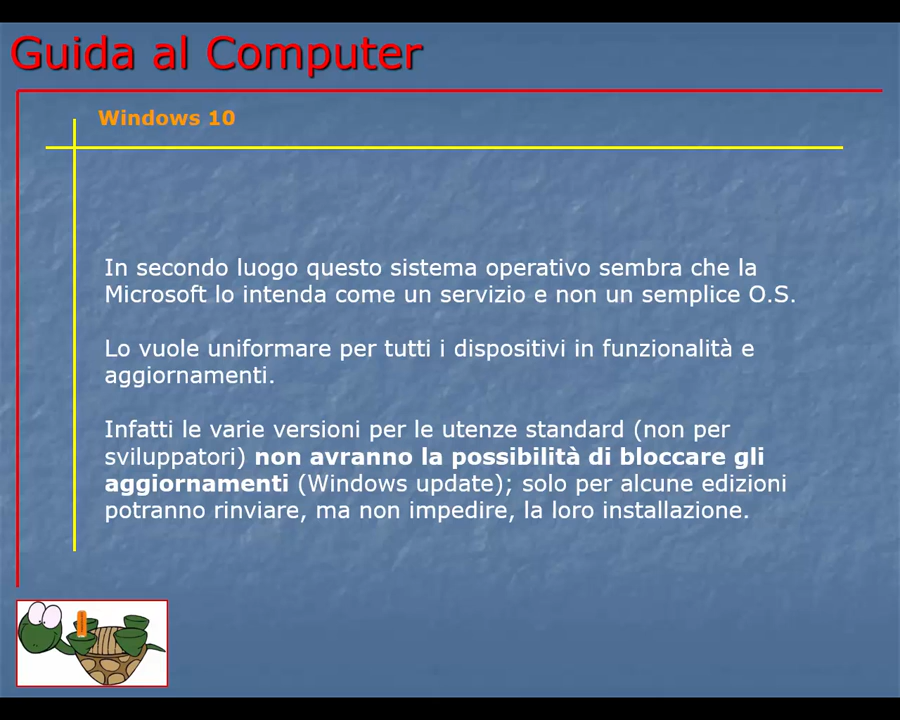 Guida al Computer
Windows 10
In secondo luogo questo sistema operativo sembra che la
Microsoft lo intenda come un servizio e non un semplice O.S.
Lo vuole uniformare per tutti i dispositivi in funzionalità e
aggiornamenti.
Infatti le varie versioni per le utenze standard (non per
sviluppatori) non avranno la possibilità di bloccare gli
aggiornamenti (Windows update); solo per alcune edizioni
potranno rinviare, ma non impedire, la loro installazione.